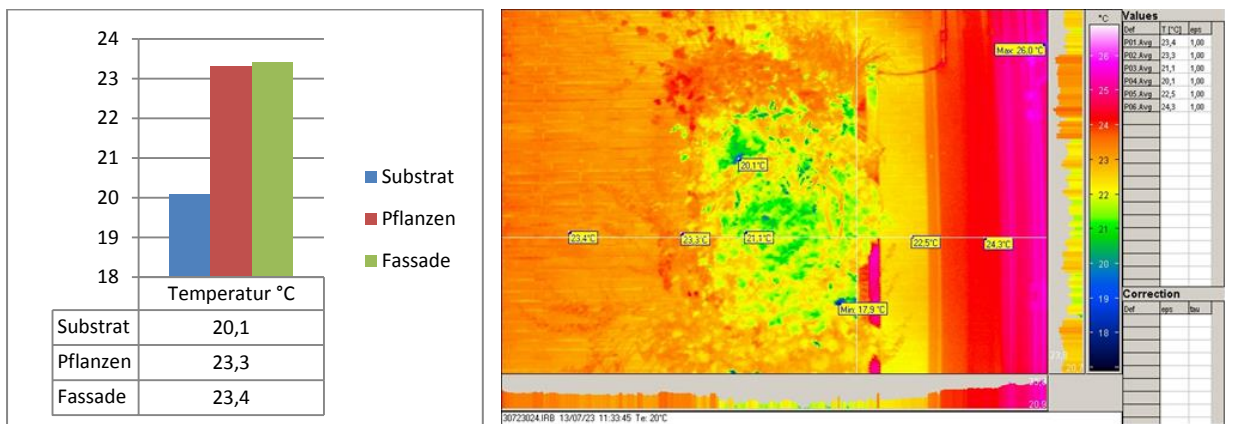 24
23
22
21
20
19
18
Substrat
Pflanzen
Fassade
Temperatur °C
Substrat 20,1
Pflanzen 23,3
Fassade 23,4
Max: 26.0 °C
20,1°C
23.4°C
23.3°C
21,1°C
22.5°C
24,3°C
Min: 17,9 °C
20.9
30723024.IRB 13/07/23 11:33:45 Te: 20°C
°C
26
25
24
23
22
21
20
19
18
Values
Def T [°C] eps
P01.Avg 23,4 1,00
P02.Avg 23,3 1,00
P03.Avg 21,1 1,00
P04.Avg 20,1 1,00
P05.Avg 22,5 1,00
P06.Avg 24,3 1,00
Correction
Def eps tau